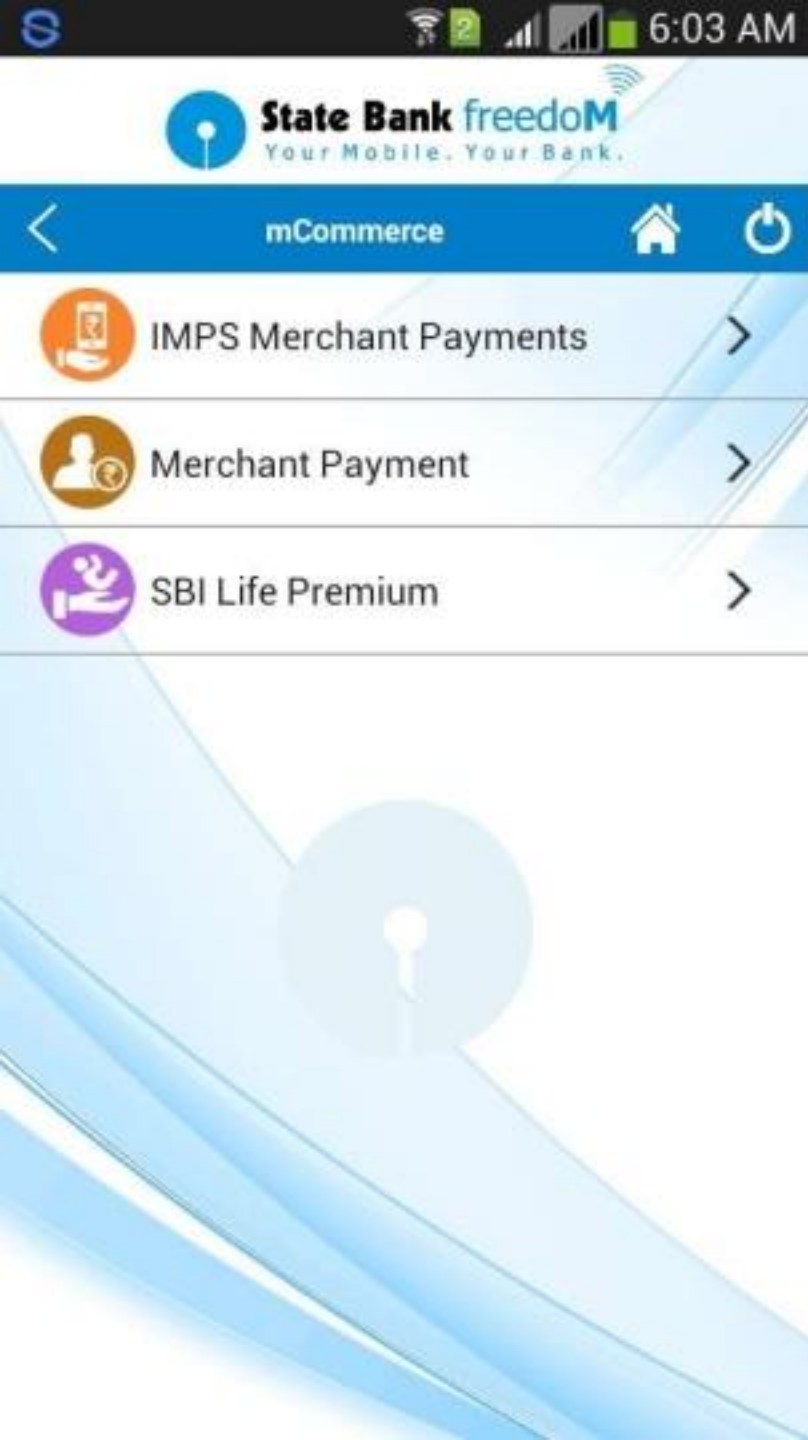 2 6:03 AM
State Bank freedoM
Your Mobile. Your Bank.
mCommerce
IMPS Merchant Payments
Merchant Payment
SBI Life Premium